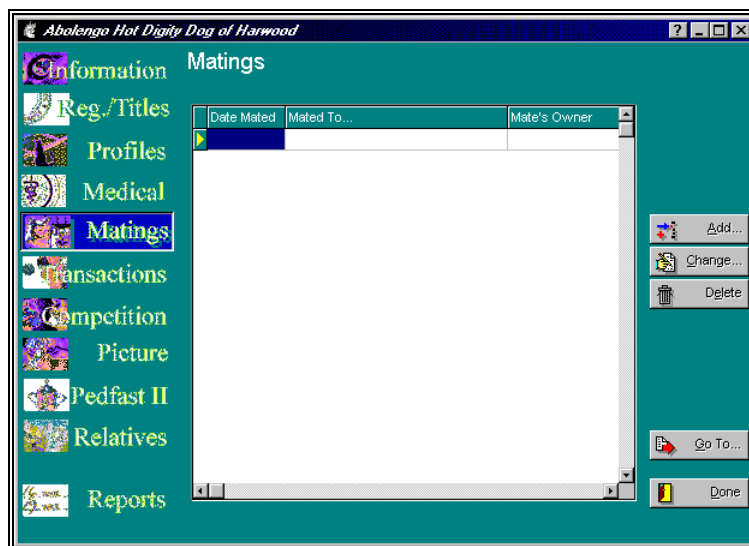 Abolengo Hot Digity Dog of Harwood
Matings
Information
Reg./Titles
Profiles
Medical
Matings
Transactions
Competition
Picture
Pedfast II
Relatives
Reports
Date Mated Mated To... Mate's Owner
Add...
Change...
Delete
Go To...
Done